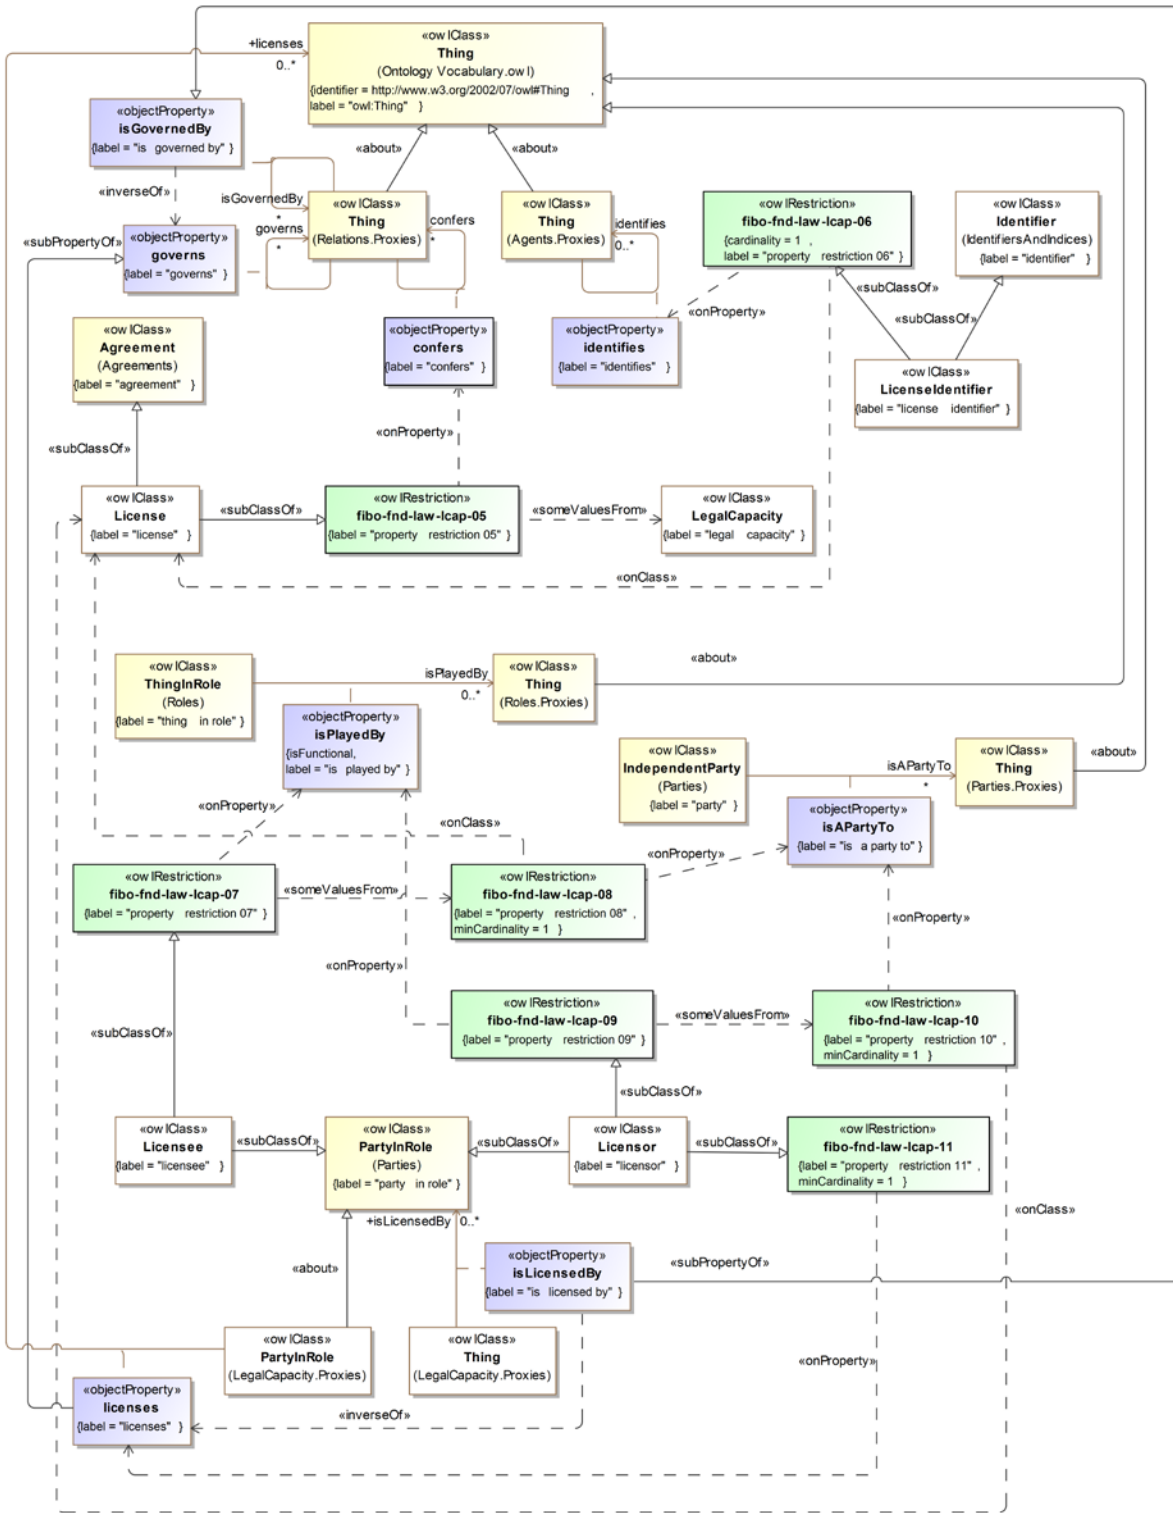 +licenses
0..*
«owlClass»
Thing
(Ontology Vocabulary.owl)
{identifier = http://www.w3.org/2002/07/owl#Thing ,
label = "owl:Thing" }
«objectProperty»
isGovernedBy
{label = "is governed by" }
«about»
«about»
«inverseOf»
isGovernedBy
*
governs
*
«owlClass»
Thing
(Relations.Proxies)
confers
*
«owlClass»
Thing
(Agents.Proxies)
identifies
0..*
«owlRestriction»
fibo-fnd-law-lcap-06
{cardinality = 1 ,
label = "property restriction 06" }
«owlClass»
Identifier
(IdentifiersAndIndices)
{label = "identifier" }
«subPropertyOf»
«objectProperty»
governs
{label = "governs" }
«subClassOf»
«subClassOf»
«onProperty»
«owlClass»
Agreement
(Agreements)
{label = "agreement" }
«objectProperty»
confers
{label = "confers" }
«objectProperty»
identifies
{label = "identifies" }
«owlClass»
LicenseIdentifier
{label = "license identifier" }
«onProperty»
«subClassOf»
«owlClass»
License
{label = "license" }
«subClassOf»
«owlRestriction»
fibo-fnd-law-lcap-05
{label = "property restriction 05" }
«someValuesFrom»
«owlClass»
LegalCapacity
{label = "legal capacity" }
«onClass»
«owlClass»
ThingInRole
(Roles)
{label = "thing in role" }
isPlayedBy
0..*
«owlClass»
Thing
(Roles.Proxies)
«about»
«objectProperty»
isPlayedBy
{isFunctional,
label = "is played by" }
«owlClass»
IndependentParty
(Parties)
{label = "party" }
isAPartyTo
*
«owlClass»
Thing
(Parties.Proxies)
«about»
«objectProperty»
isAPartyTo
{label = "is a party to" }
«onProperty»
«onClass»
«onProperty»
«owlRestriction»
fibo-fnd-law-lcap-07
{label = "property restriction 07" }
«someValuesFrom»
«owlRestriction»
fibo-fnd-law-lcap-08
{label = "property restriction 08" ,
minCardinality = 1 }
«onProperty»
«onProperty»
«subClassOf»
«owlRestriction»
fibo-fnd-law-lcap-09
{label = "property restriction 09" }
«someValuesFrom»
«owlRestriction»
fibo-fnd-law-lcap-10
{label = "property restriction 10" ,
minCardinality = 1 }
«subClassOf»
«owlClass»
Licensee
{label = "licensee" }
«subClassOf»
«owlClass»
PartyInRole
(Parties)
{label = "party in role" }
«subClassOf»
«owlClass»
Licensor
{label = "licensor" }
«subClassOf»
«owlRestriction»
fibo-fnd-law-lcap-11
{label = "property restriction 11" ,
minCardinality = 1 }
«onClass»
+isLicensedBy
0..*
«about»
«objectProperty»
isLicensedBy
{label = "is licensed by" }
«subPropertyOf»
«owlClass»
PartyInRole
(LegalCapacity.Proxies)
«owlClass»
Thing
(LegalCapacity.Proxies)
«onProperty»
«objectProperty»
licenses
{label = "licenses" }
«inverseOf»